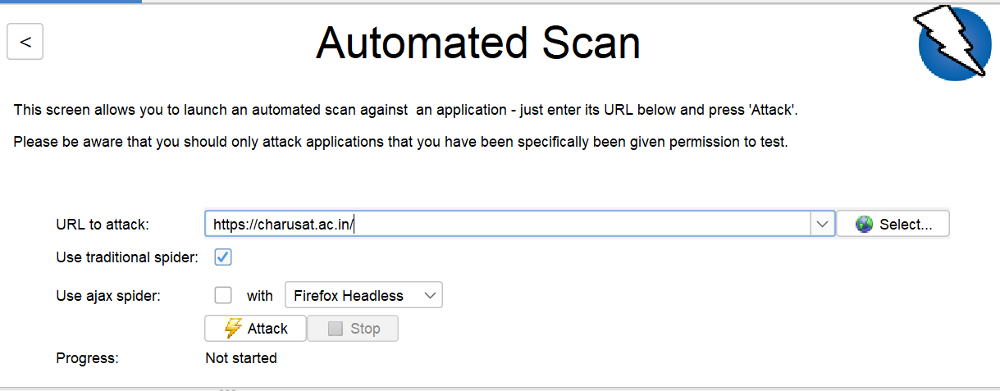 <
Automated Scan
This screen allows you to launch an automated scan against  an application - just enter its URL below and press 'Attack'.
Please be aware that you should only attack applications that you have been specifically been given permission to test.
URL to attack: https://charusat.ac.in/ Select...
Use traditional spider:
Use ajax spider: with Firefox Headless
Attack Stop
Progress: Not started